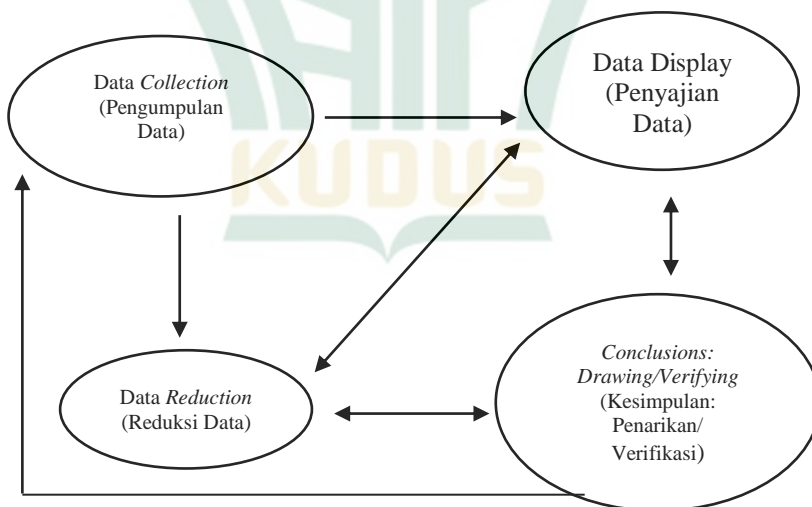 Data Collection
(Pengumpulan
Data)
Data Display
(Penyajian
Data)
KUDUS
Data Reduction
(Reduksi Data)
Conclusions:
Drawing/Verifying
(Kesimpulan:
Penarikan/
Verifikasi)